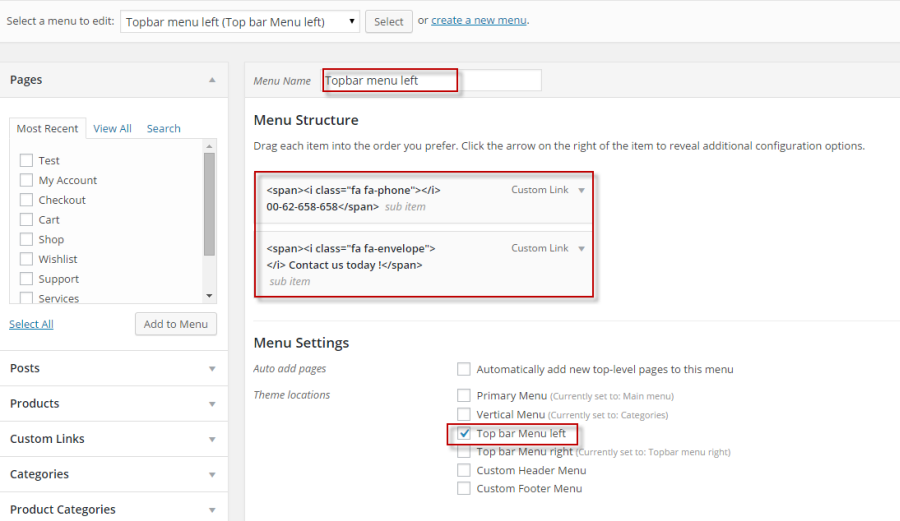 Select a menu to edit: Topbar menu left (Top bar Menu left) Select or create a new menu.
Pages
Most Recent View All Search
Test
My Account
Checkout
Cart
Shop
Wishlist
Support
Services
Select All Add to Menu
Posts
Products
Custom Links
Categories
Product Categories
Menu Name Topbar menu left
Menu Structure
Drag each item into the order you prefer. Click the arrow on the right of the item to reveal additional configuration options.
<span><i class="fa fa-phone"></i> Custom Link
00-62-658-658</span> sub item
<span><i class="fa fa-envelope"> Custom Link
</i> Contact us today !</span>
sub item
Menu Settings
Auto add pages Automatically add new top-level pages to this menu
Theme locations Primary Menu (Currently set to: Main menu)
Vertical Menu (Currently set to: Categories)
Top bar Menu left
Top bar Menu right (Currently set to: Topbar menu right)
Custom Header Menu
Custom Footer Menu